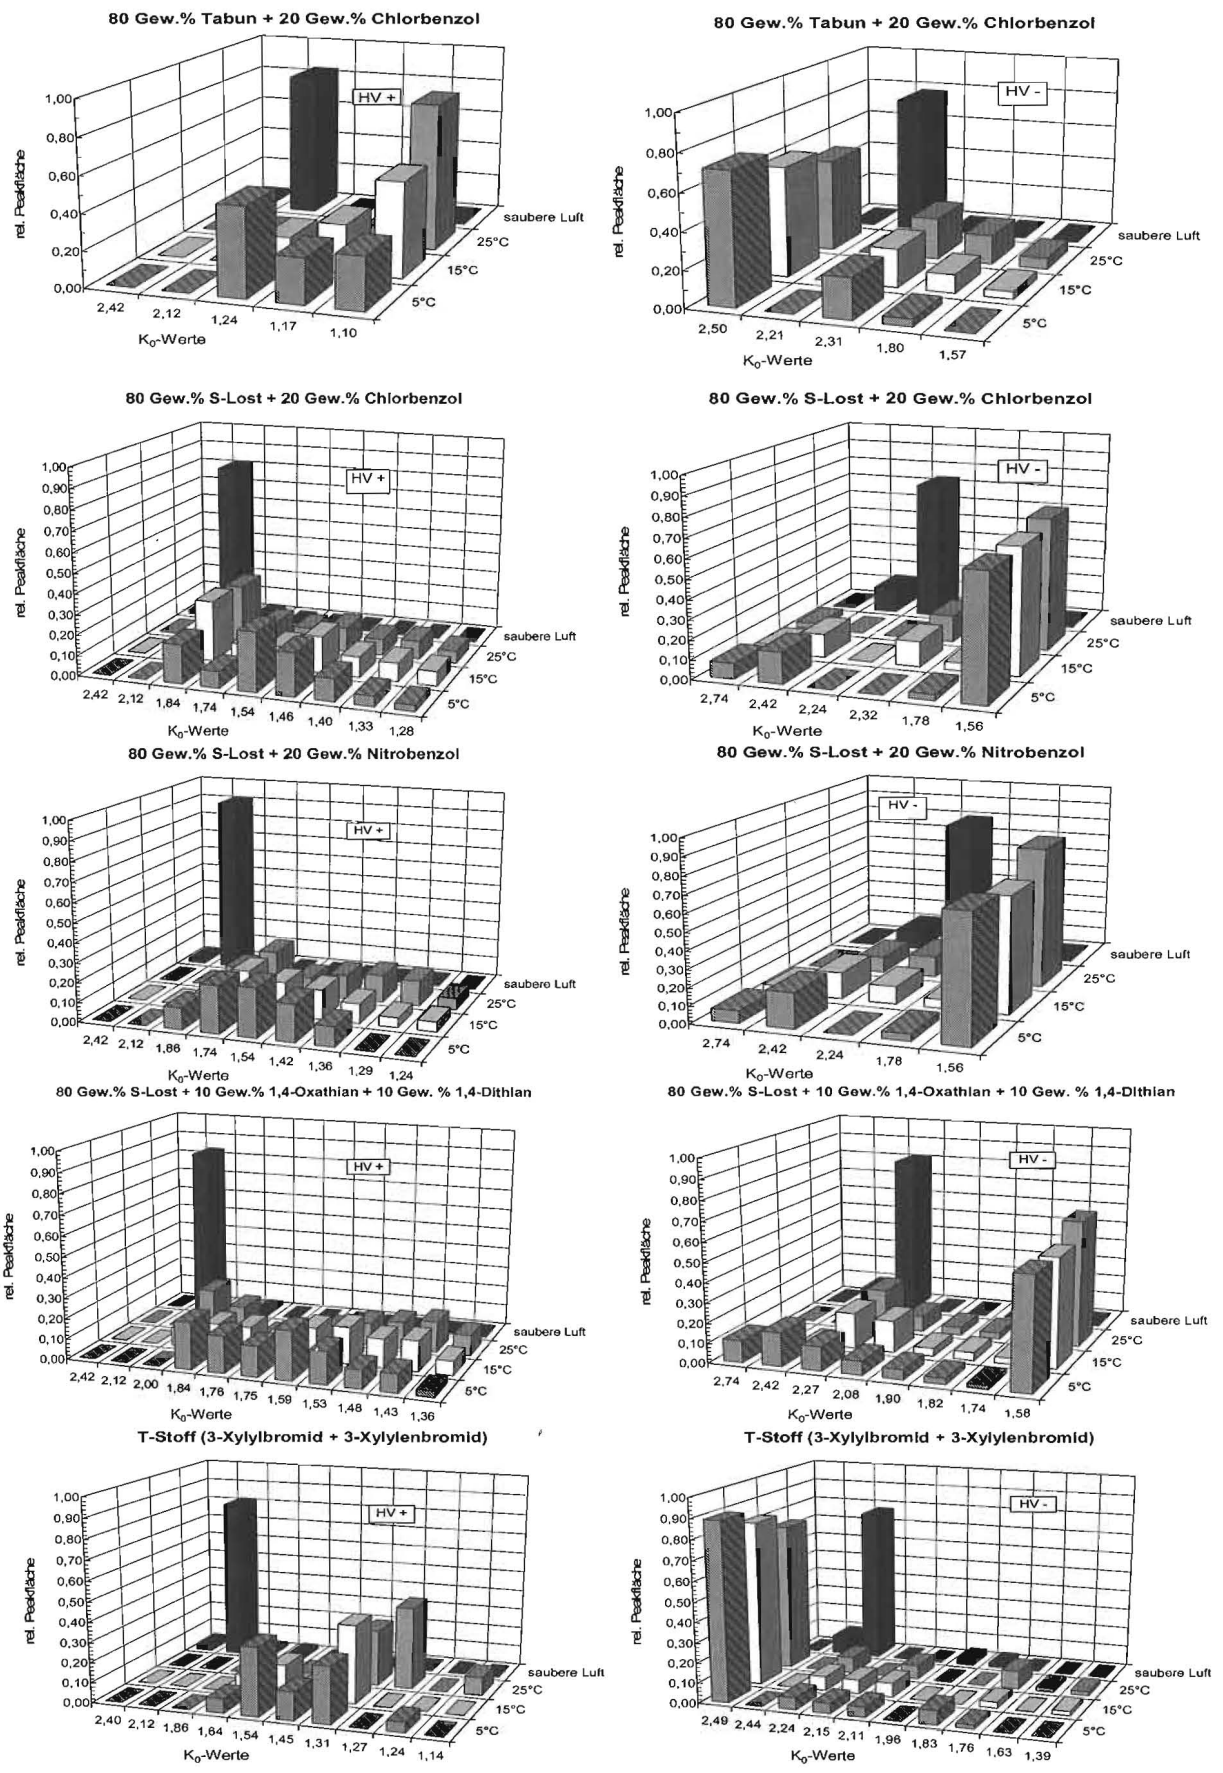 80 Gew.% Tabun + 20 Gew.% Chlorbenzol
HV +
rel. Peakfläche
1,00
0,80
0,60
0,40
0,20
0,00
2,42
2,12
1,24
1,17
1,10
K₀-Werte
5°C
15°C
25°C
saubere Luft
80 Gew.% Tabun + 20 Gew.% Chlorbenzol
HV -
rel. Peakfläche
1,00
0,80
0,60
0,40
0,20
0,00
2,50
2,21
2,31
1,80
1,57
K₀-Werte
5°C
15°C
25°C
saubere Luft
80 Gew.% S-Lost + 20 Gew.% Chlorbenzol
HV +
rel. Peakfläche
1,00
0,90
0,80
0,70
0,60
0,50
0,40
0,30
0,20
0,10
0,00
2,42
2,12
1,84
1,74
1,54
1,46
1,40
1,33
1,28
K₀-Werte
5°C
15°C
25°C
saubere Luft
80 Gew.% S-Lost + 20 Gew.% Chlorbenzol
HV -
rel. Peakfläche
1,00
0,90
0,80
0,70
0,60
0,50
0,40
0,30
0,20
0,10
0,00
2,74
2,42
2,24
2,32
1,78
1,56
K₀-Werte
5°C
15°C
25°C
saubere Luft
80 Gew.% S-Lost + 20 Gew.% Nitrobenzol
HV +
rel. Peakfläche
1,00
0,90
0,80
0,70
0,60
0,50
0,40
0,30
0,20
0,10
0,00
2,42
2,12
1,86
1,74
1,54
1,42
1,36
1,29
1,24
K₀-Werte
5°C
15°C
25°C
saubere Luft
80 Gew.% S-Lost + 20 Gew.% Nitrobenzol
HV -
rel. Peakfläche
1,00
0,90
0,80
0,70
0,60
0,50
0,40
0,30
0,20
0,10
0,00
2,74
2,42
2,24
1,78
1,56
K₀-Werte
5°C
15°C
25°C
saubere Luft
80 Gew.% S-Lost + 10 Gew.% 1,4-Oxathian + 10 Gew. % 1,4-Dithian
HV +
rel. Peakfläche
1,00
0,90
0,80
0,70
0,60
0,50
0,40
0,30
0,20
0,10
0,00
2,42
2,12
2,00
1,84
1,76
1,75
1,59
1,53
1,48
1,43
1,36
K₀-Werte
5°C
15°C
25°C
saubere Luft
80 Gew.% S-Lost + 10 Gew.% 1,4-Oxathian + 10 Gew. % 1,4-Dithian
HV -
rel. Peakfläche
1,00
0,90
0,80
0,70
0,60
0,50
0,40
0,30
0,20
0,10
0,00
2,74
2,42
2,27
2,08
1,90
1,82
1,74
1,58
K₀-Werte
5°C
15°C
25°C
saubere Luft
T-Stoff (3-Xylylbromid + 3-Xylylenbromid)
HV +
rel. Peakfläche
1,00
0,90
0,80
0,70
0,60
0,50
0,40
0,30
0,20
0,10
0,00
2,40
2,12
1,86
1,64
1,54
1,45
1,31
1,27
1,24
1,14
K₀-Werte
5°C
15°C
25°C
saubere Luft
T-Stoff (3-Xylylbromid + 3-Xylylenbromid)
HV -
rel. Peakfläche
1,00
0,90
0,80
0,70
0,60
0,50
0,40
0,30
0,20
0,10
0,00
2,49
2,44
2,24
2,15
2,11
1,96
1,83
1,76
1,63
1,39
K₀-Werte
5°C
15°C
25°C
saubere Luft